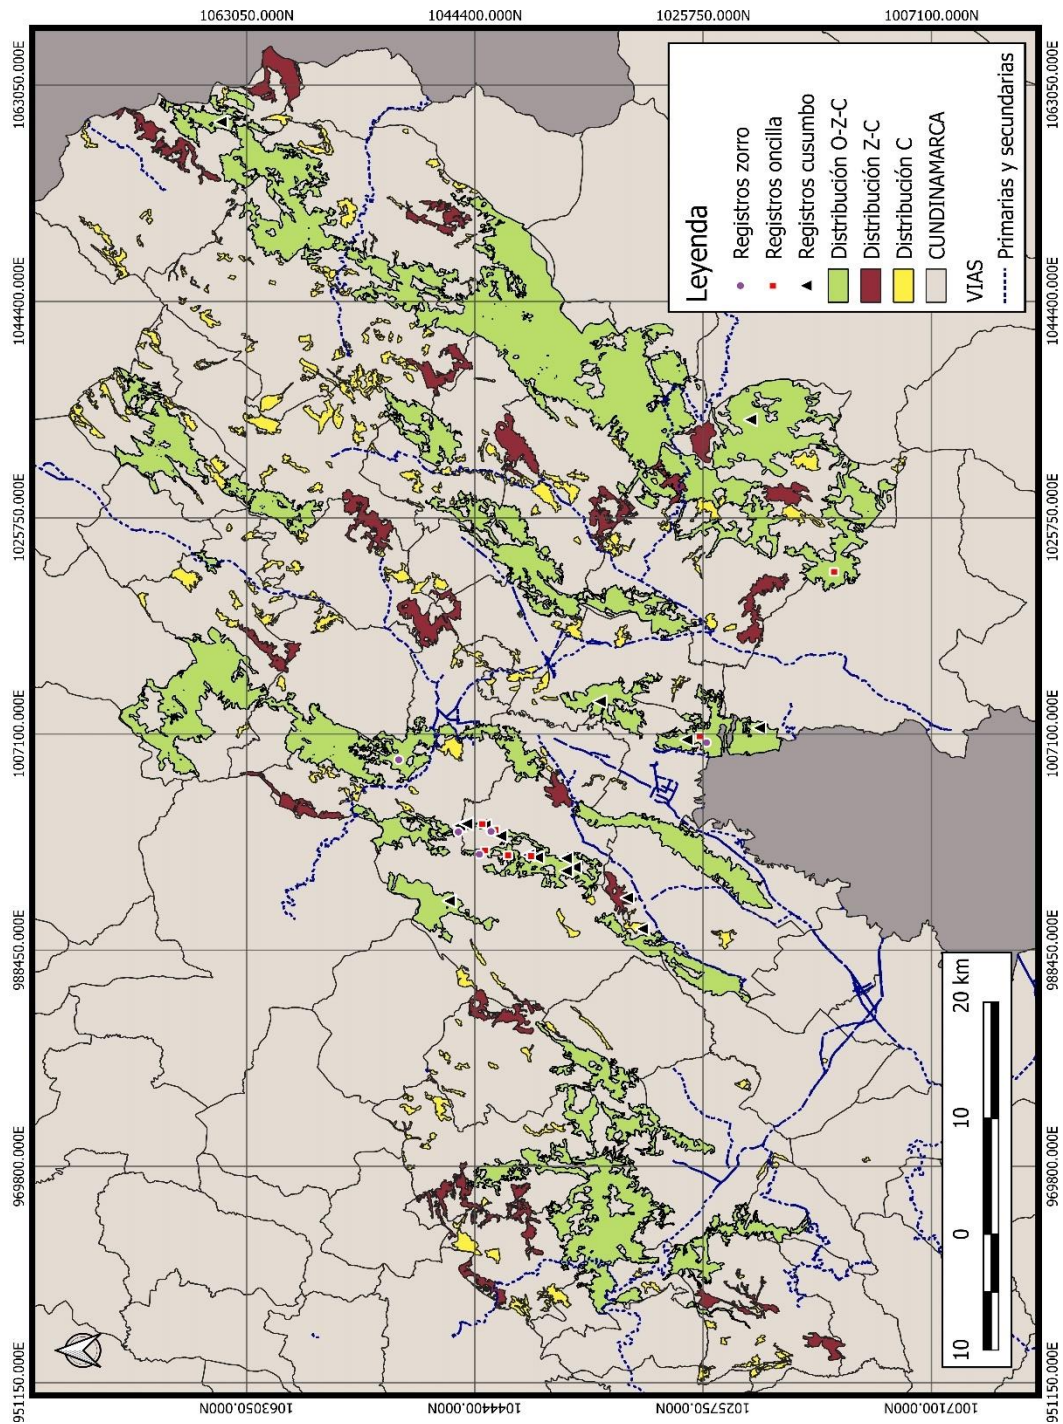 1063050.000N
1044400.000N
1025750.000N
1007100.000N
951150.000E
969800.000E
988450.000E
1007100.000E
1025750.000E
1044400.000E
1063050.000E
951150.000E
969800.000E
988450.000E
1007100.000E
1025750.000E
1044400.000E
1063050.000E
1063050.000N
1044400.000N
1025750.000N
1007100.000N
Leyenda
Registros zorro
Registros oncilla
Registros cusumbo
Distribución O-Z-C
Distribución Z-C
Distribución C
CUNDINAMARCA
VIAS
Primarias y secundarias
10 0 10 20 km